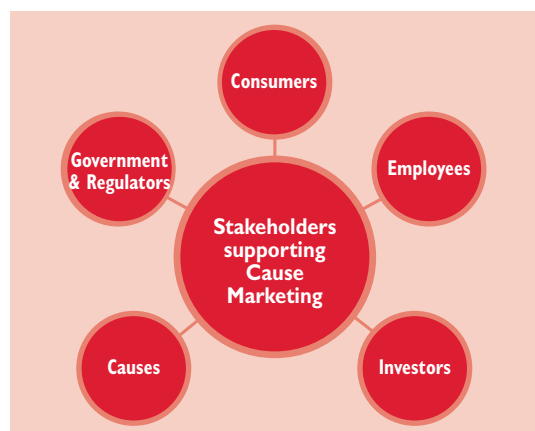 Consumers
Government
& Regulators
Employees
Stakeholders
supporting
Cause
Marketing
Causes
Investors